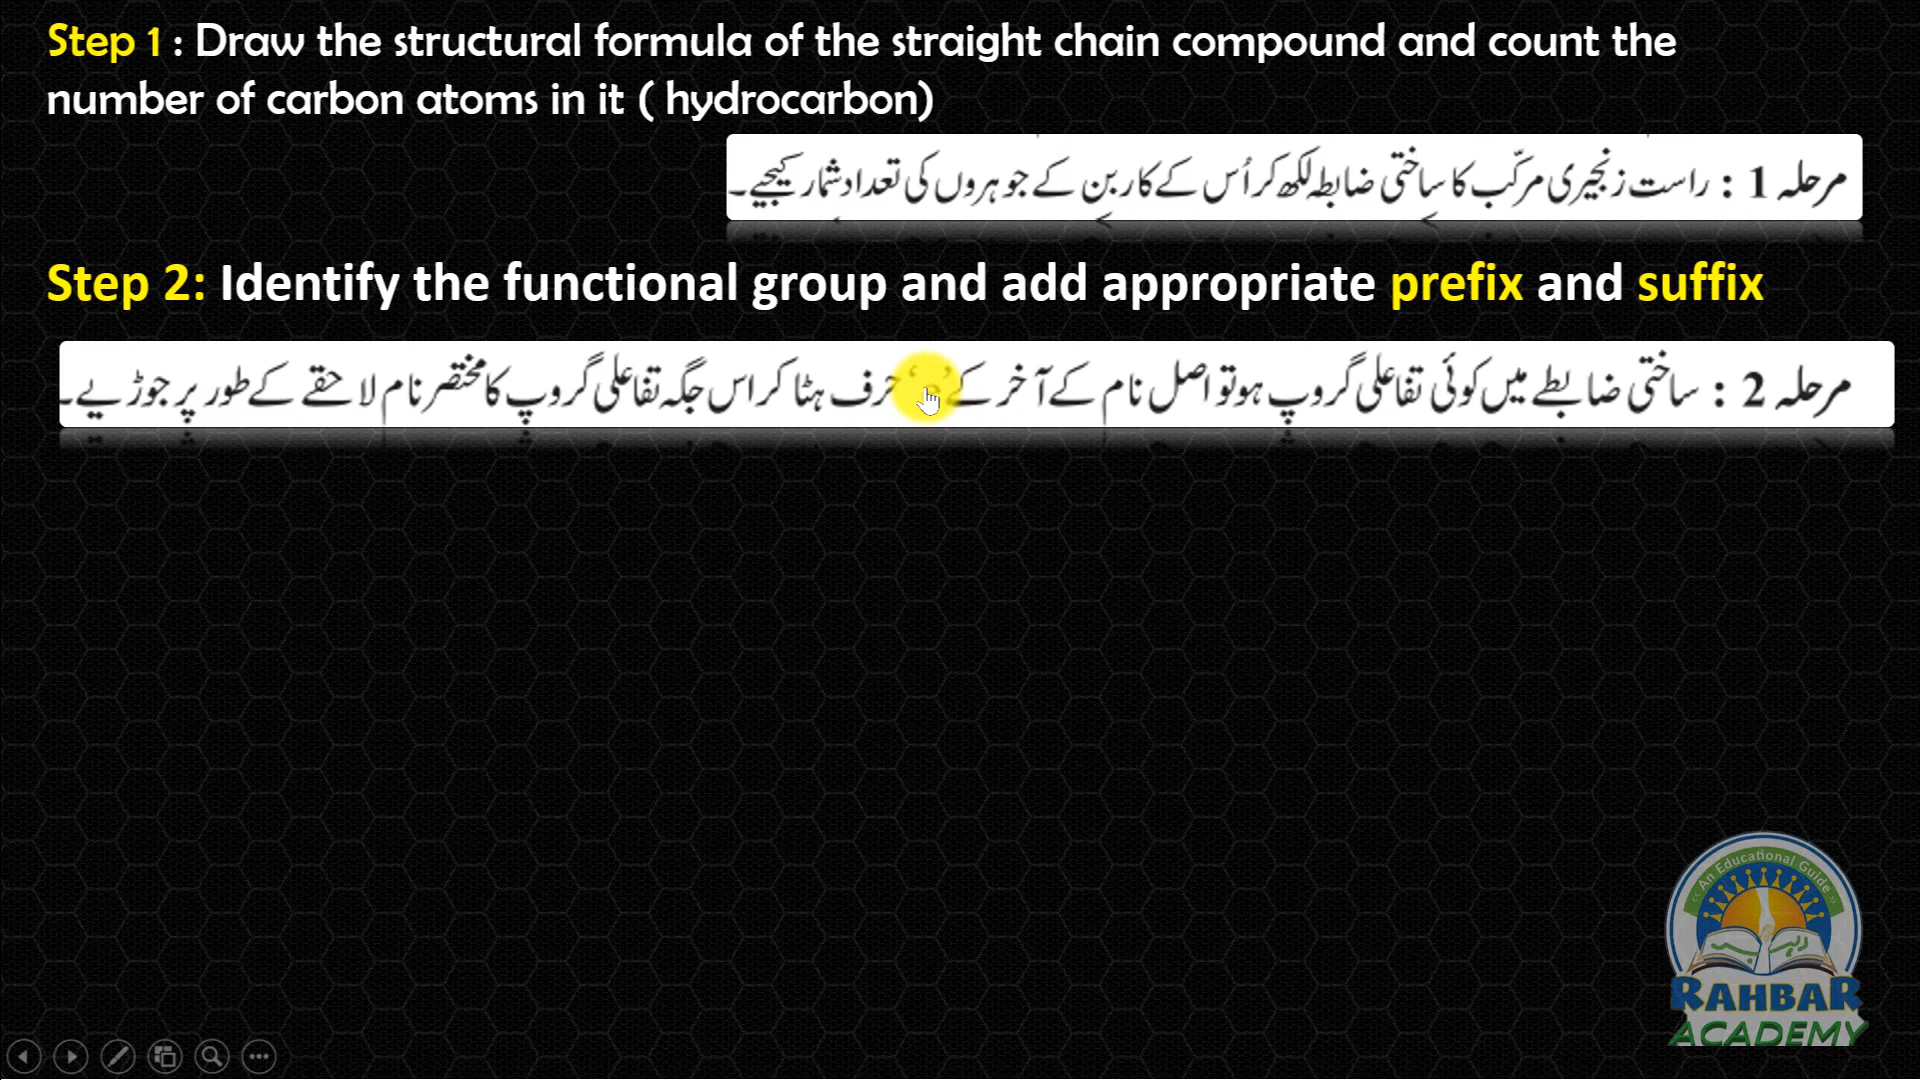 Step 1 : Draw the structural formula of the straight chain compound and count the
number of carbon atoms in it ( hydrocarbon)
مرحلہ 1 : راست زنجیری مرکّب کا ساختی ضابطہ لکھ کر اُس کے کاربن کے جوہروں کی تعداد شمار کیجیے۔
Step 2: Identify the functional group and add appropriate prefix and suffix
مرحلہ 2 : ساختی ضابطے میں کوئی تفاعلی گروپ ہو تو اصل نام کے آخر کے حرف ہٹا کر اس جگہ تفاعلی گروپ کا مختصر نام لاحقے کے طور پر جوڑیے۔
An Educational Guide
رہبر
RAHBAR
ACADEMY